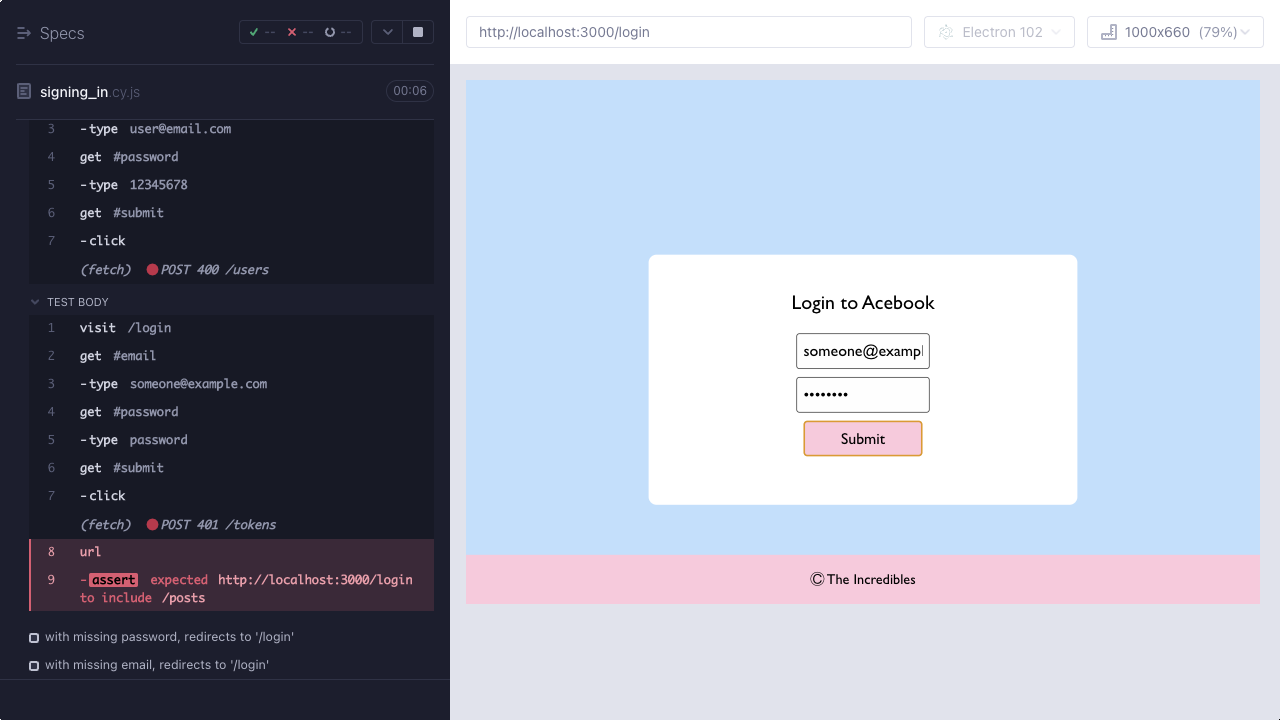 Specs
-- -- --
signing_in.cy.js 00:06
3 -type user@email.com
4 get #password
5 -type 12345678
6 get #submit
7 -click
(fetch) POST 400 /users
TEST BODY
1 visit /login
2 get #email
3 -type someone@example.com
4 get #password
5 -type password
6 get #submit
7 -click
(fetch) POST 401 /tokens
8 url
9 -assert expected http://localhost:3000/login
to include /posts
with missing password, redirects to '/login'
with missing email, redirects to '/login'
http://localhost:3000/login
Electron 102
1000x660 (79%)
Login to Acebook
someone@exampl
••••••••
Submit
© The Incredibles